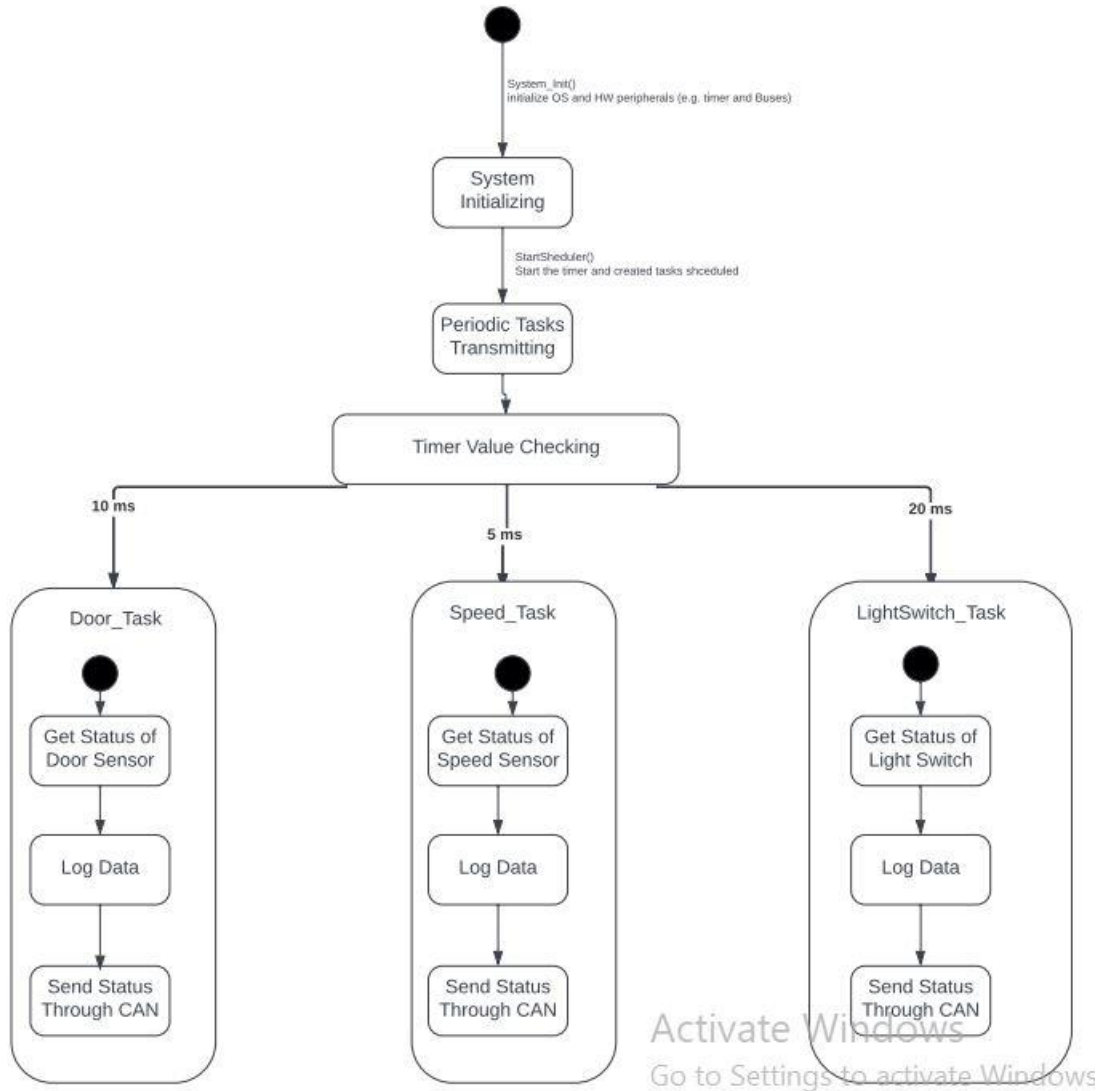 System_Init()
initialize OS and HW peripherals (e.g. timer and Buses)
System
Initializing
StartSheduler()
Start the timer and created tasks shceduled
Periodic Tasks
Transmitting
Timer Value Checking
10 ms
5 ms
20 ms
Door_Task
Get Status of
Door Sensor
Log Data
Send Status
Through CAN
Speed_Task
Get Status of
Speed Sensor
Log Data
Send Status
Through CAN
LightSwitch_Task
Get Status of
Light Switch
Log Data
Send Status
Through CAN
Activate Windows
Go to Settings to activate Windows